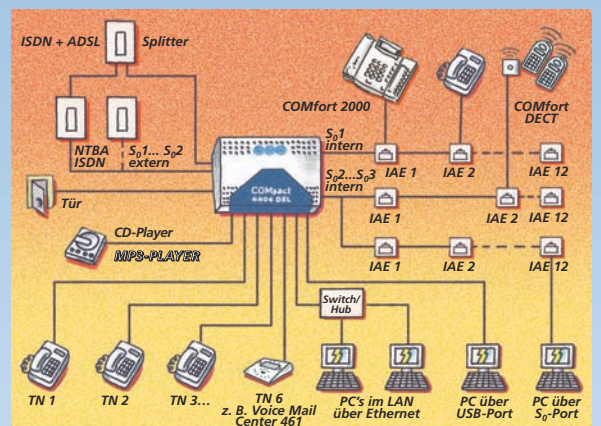 ISDN + ADSL
Splitter
COMfort 2000
COMfort
DECT
NTBA
ISDN
S₀1... S₀2
extern
S₀1
intern
IAE 1
IAE 2
IAE 12
COMpact
4406 DSL
S₀2...S₀3
intern
Tür
IAE 1
IAE 2
IAE 12
CD-Player
MP3-PLAYER
IAE 1
IAE 2
IAE 12
Switch/
Hub
TN 1
TN 2
TN 3...
TN 6
z. B. Voice Mail
Center 461
PC's im LAN
über Ethernet
PC über
USB-Port
PC über
S₀-Port